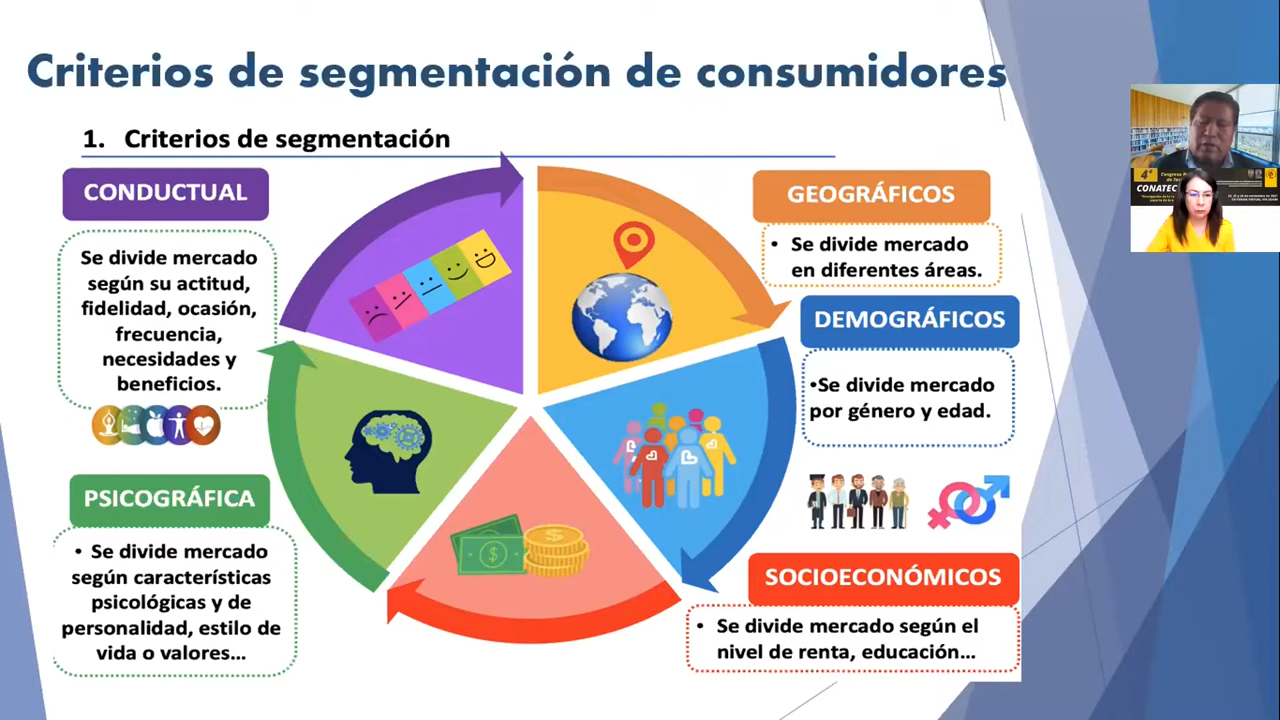 Criterios de segmentación de consumidores
1. Criterios de segmentación
CONDUCTUAL
Se divide mercado
según su actitud,
fidelidad, ocasión,
frecuencia,
necesidades y
beneficios.
PSICOGRÁFICA
• Se divide mercado
según características
psicológicas y de
personalidad, estilo de
vida o valores...
GEOGRÁFICOS
• Se divide mercado
en diferentes áreas.
DEMOGRÁFICOS
•Se divide mercado
por género y edad.
SOCIOECONÓMICOS
• Se divide mercado según el
nivel de renta, educación...
4°
CONATEC